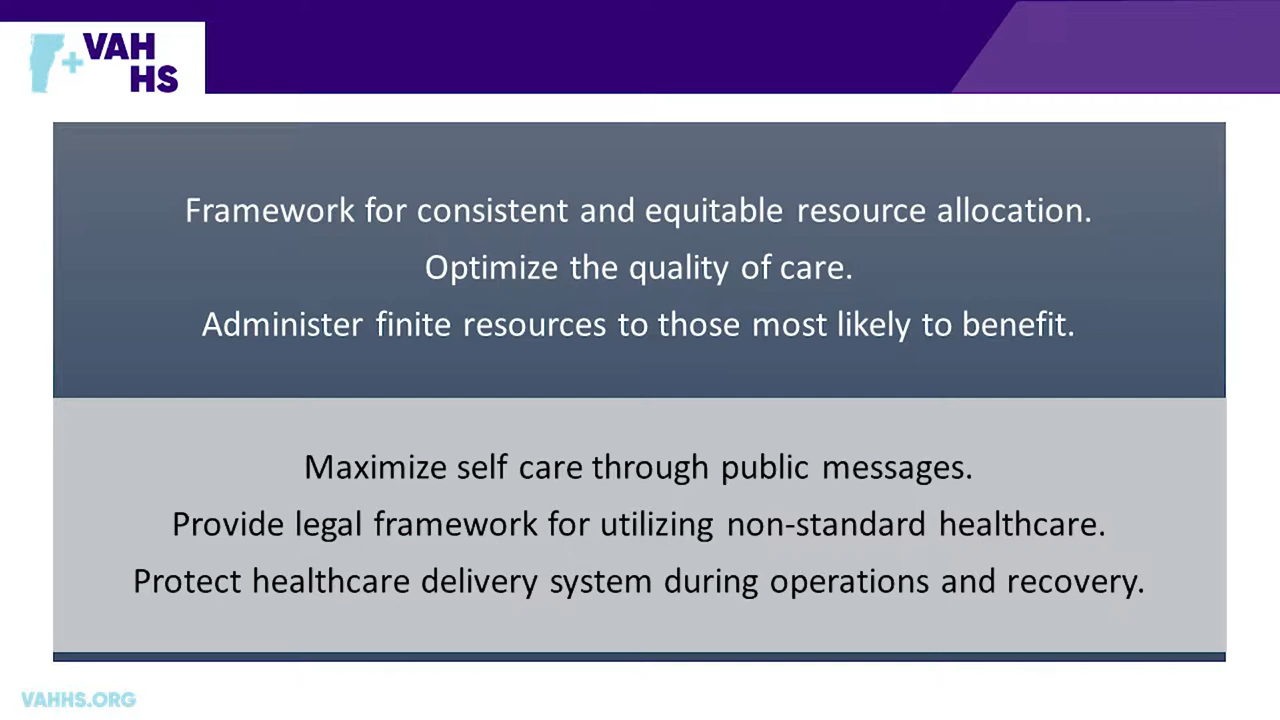 VAH
HS
Framework for consistent and equitable resource allocation.
Optimize the quality of care.
Administer finite resources to those most likely to benefit.
Maximize self care through public messages.
Provide legal framework for utilizing non-standard healthcare.
Protect healthcare delivery system during operations and recovery.
VAHHS.ORG